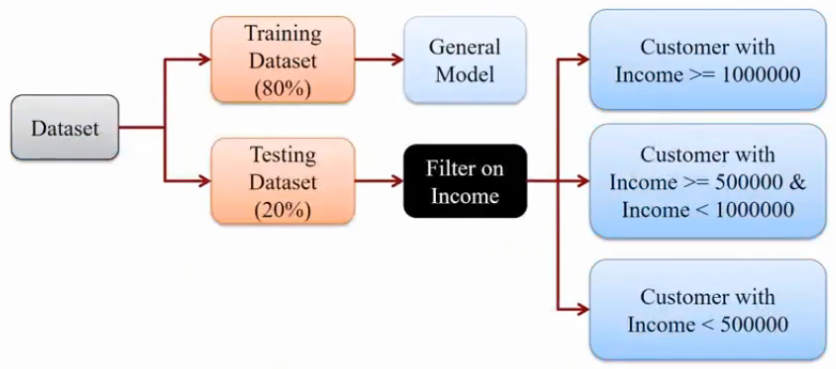 Dataset
Training
Dataset
(80%)
General
Model
Testing
Dataset
(20%)
Filter on
Income
Customer with
Income >= 1000000
Customer with
Income >= 500000 &
Income < 1000000
Customer with
Income < 500000